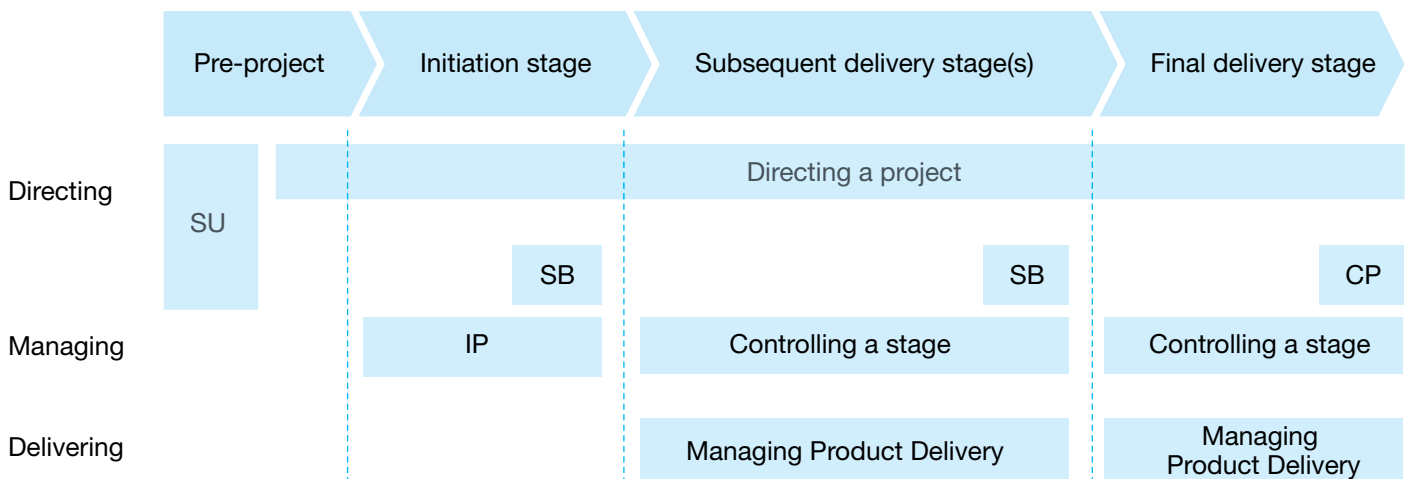 Pre-project
Initiation stage
Subsequent delivery stage(s)
Final delivery stage
Directing
SU
Directing a project
SB
SB
CP
Managing
IP
Controlling a stage
Controlling a stage
Delivering
Managing Product Delivery
Managing
Product Delivery